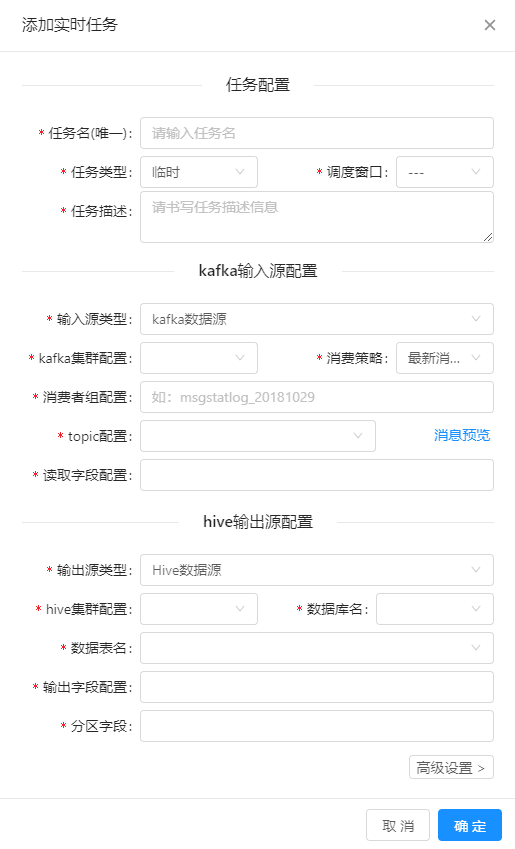 添加实时任务
任务配置
* 任务名(唯一): 请输入任务名
* 任务类型: 临时 * 调度窗口: ---
* 任务描述: 请书写任务描述信息
kafka输入源配置
* 输入源类型: kafka数据源
* kafka集群配置: * 消费策略: 最新消...
* 消费者组配置: 如：msgstatlog_20181029
* topic配置: 消息预览
* 读取字段配置:
hive输出源配置
* 输出源类型: Hive数据源
* hive集群配置: * 数据库名:
* 数据表名:
* 输出字段配置:
* 分区字段:
高级设置 >
取 消 确 定